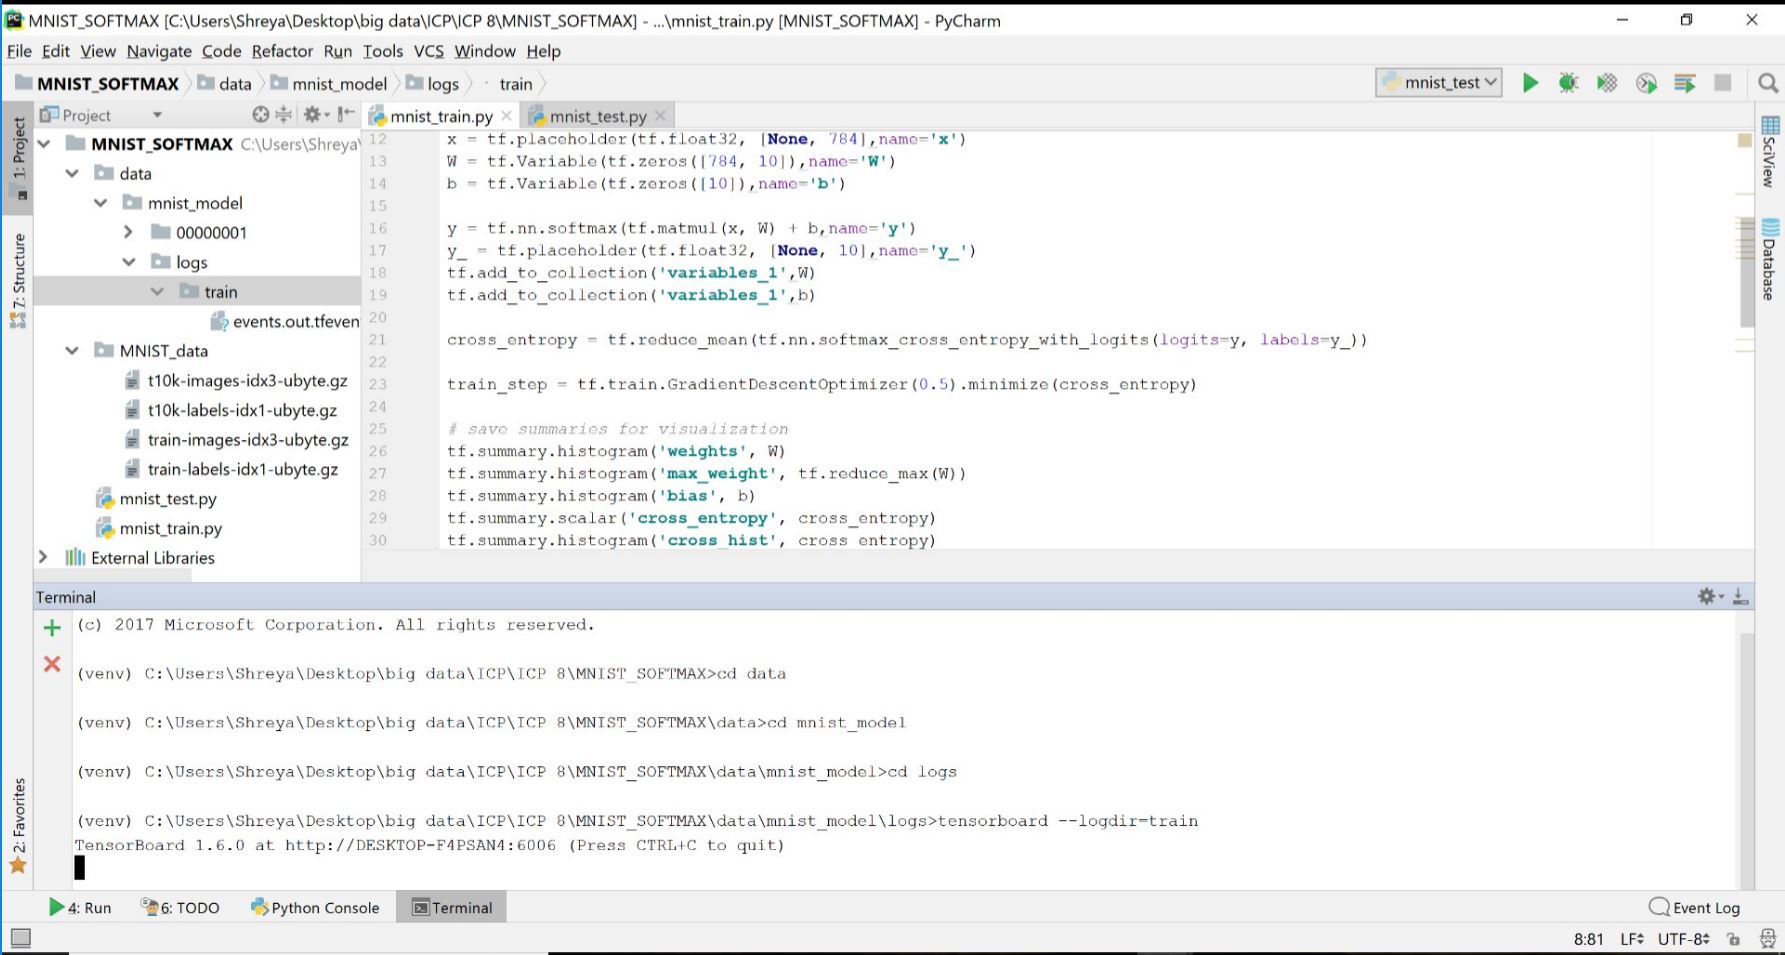 MNIST_SOFTMAX [C:\Users\Shreya\Desktop\big data\ICP\ICP 8\MNIST_SOFTMAX] - ...\mnist_train.py [MNIST_SOFTMAX] - PyCharm
File Edit View Navigate Code Refactor Run Tools VCS Window Help
MNIST_SOFTMAX data mnist_model logs train
mnist_test
1: Project
7: Structure
2: Favorites
Project
MNIST_SOFTMAX C:\Users\Shreya\
data
mnist_model
00000001
logs
train
events.out.tfeven
MNIST_data
t10k-images-idx3-ubyte.gz
t10k-labels-idx1-ubyte.gz
train-images-idx3-ubyte.gz
train-labels-idx1-ubyte.gz
mnist_test.py
mnist_train.py
External Libraries
mnist_train.py mnist_test.py
12 x = tf.placeholder(tf.float32, [None, 784],name='x')
13 W = tf.Variable(tf.zeros([784, 10]),name='W')
14 b = tf.Variable(tf.zeros([10]),name='b')
15
16 y = tf.nn.softmax(tf.matmul(x, W) + b,name='y')
17 y_ = tf.placeholder(tf.float32, [None, 10],name='y_')
18 tf.add_to_collection('variables_1',W)
19 tf.add_to_collection('variables_1',b)
20
21 cross_entropy = tf.reduce_mean(tf.nn.softmax_cross_entropy_with_logits(logits=y, labels=y_))
22
23 train_step = tf.train.GradientDescentOptimizer(0.5).minimize(cross_entropy)
24
25 # save summaries for visualization
26 tf.summary.histogram('weights', W)
27 tf.summary.histogram('max_weight', tf.reduce_max(W))
28 tf.summary.histogram('bias', b)
29 tf.summary.scalar('cross_entropy', cross_entropy)
30 tf.summary.histogram('cross_hist', cross_entropy)
SciView
Database
Terminal
(c) 2017 Microsoft Corporation. All rights reserved.
(venv) C:\Users\Shreya\Desktop\big data\ICP\ICP 8\MNIST_SOFTMAX>cd data
(venv) C:\Users\Shreya\Desktop\big data\ICP\ICP 8\MNIST_SOFTMAX\data>cd mnist_model
(venv) C:\Users\Shreya\Desktop\big data\ICP\ICP 8\MNIST_SOFTMAX\data\mnist_model>cd logs
(venv) C:\Users\Shreya\Desktop\big data\ICP\ICP 8\MNIST_SOFTMAX\data\mnist_model\logs>tensorboard --logdir=train
TensorBoard 1.6.0 at http://DESKTOP-F4PSAN4:6006 (Press CTRL+C to quit)
4: Run 6: TODO Python Console Terminal Event Log
8:81 LF UTF-8